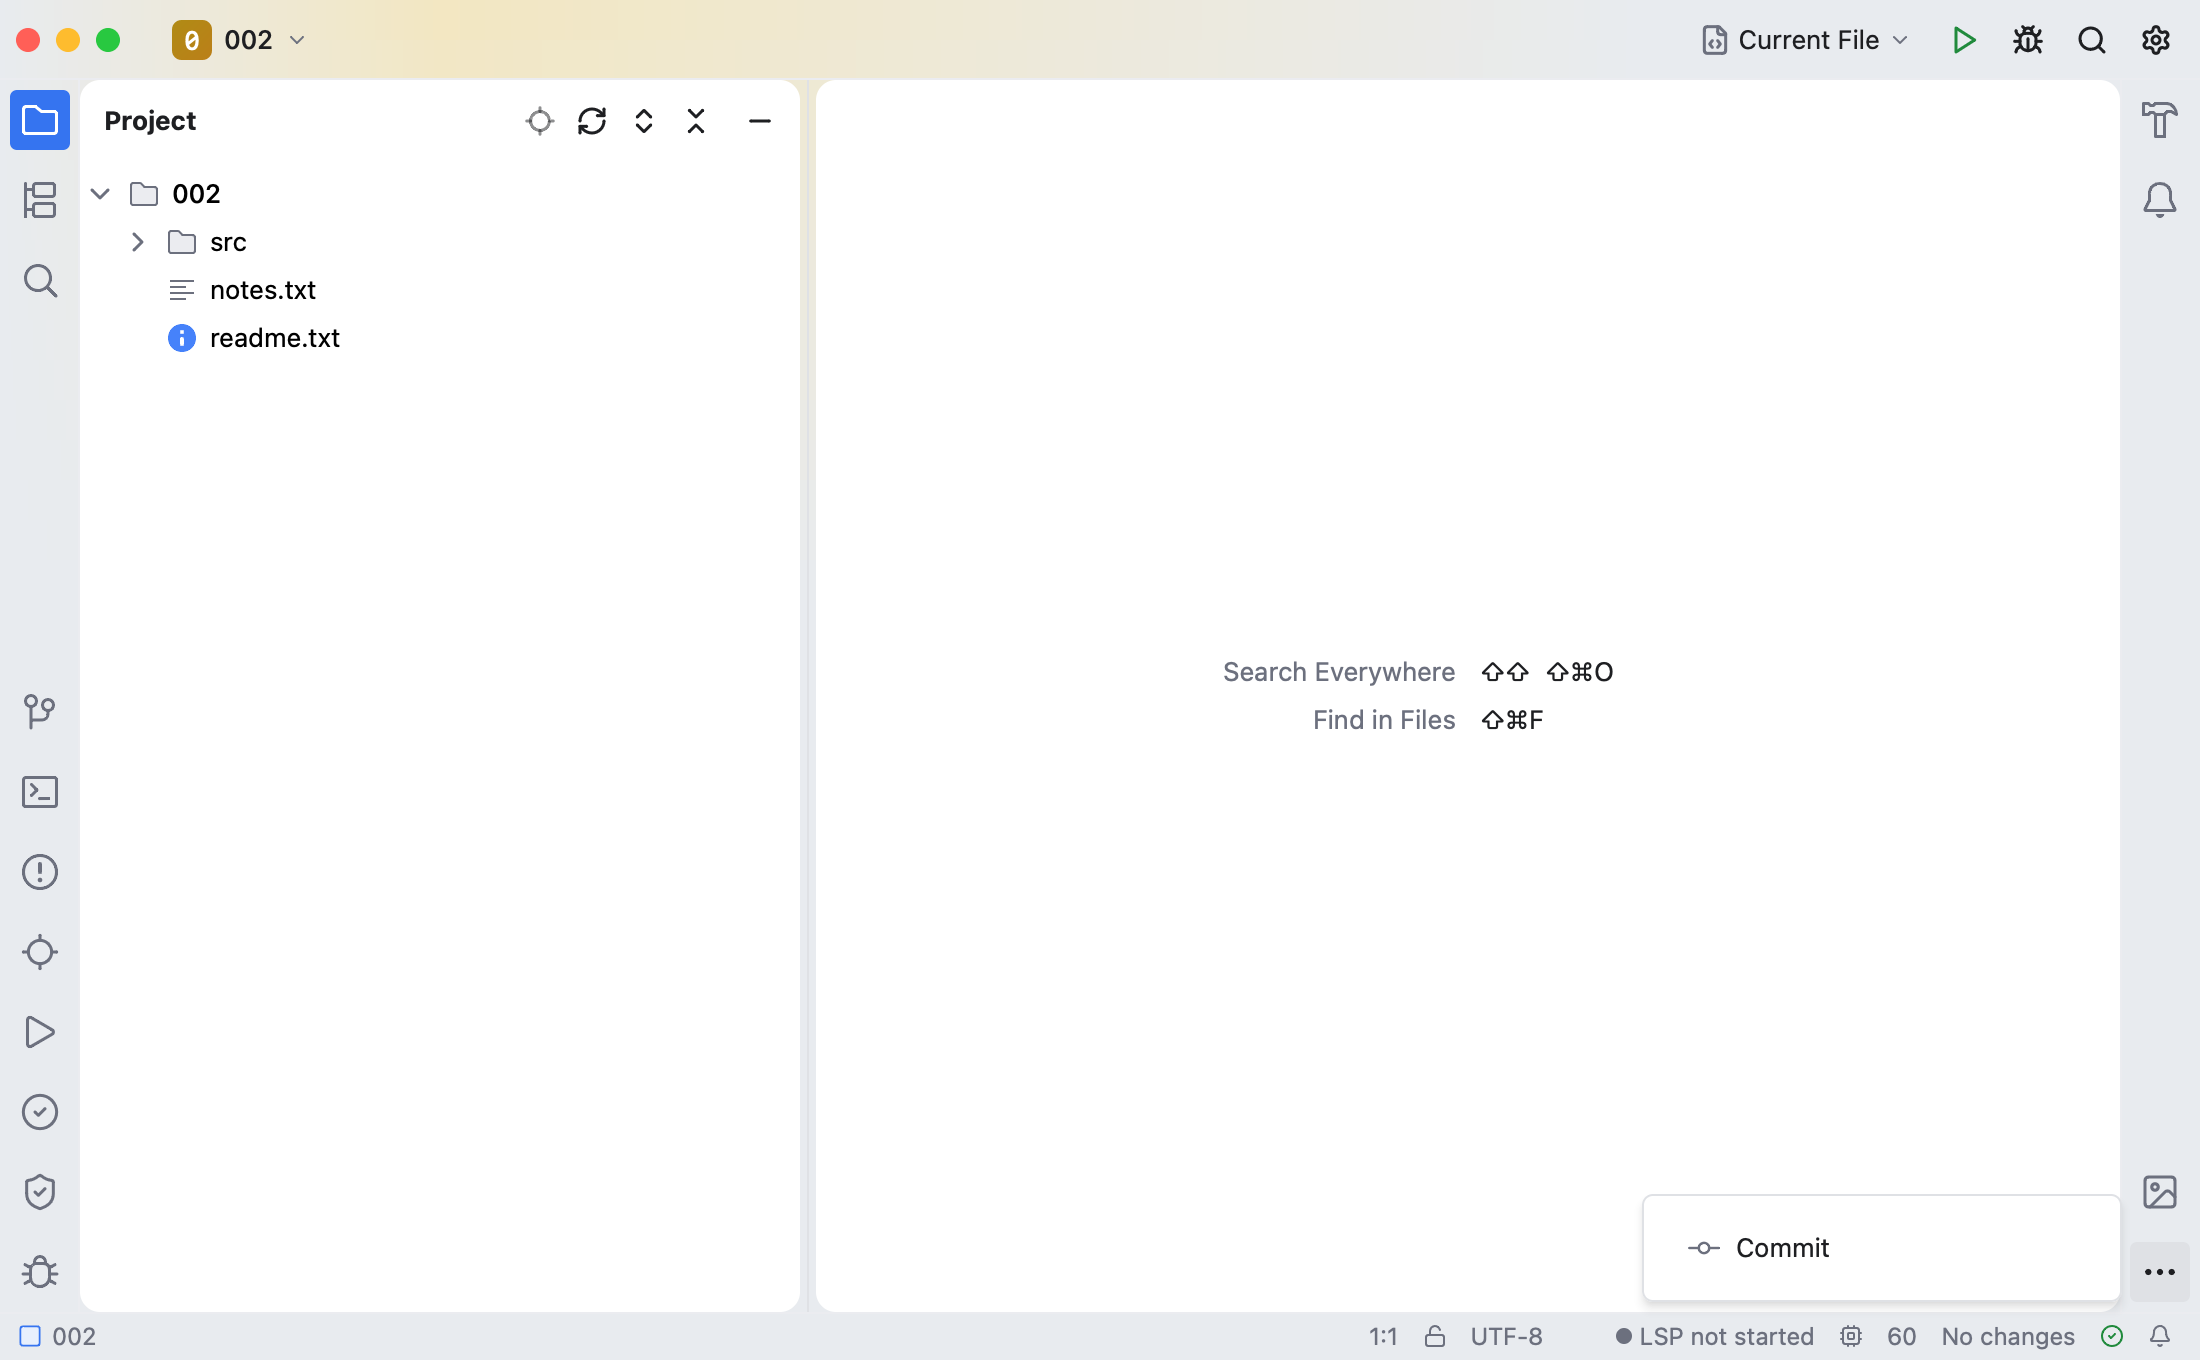 0 002
Current File
Project
002
src
notes.txt
readme.txt
Search Everywhere ⇧⇧ ⇧⌘O
Find in Files ⇧⌘F
Commit
002
1:1 UTF-8 LSP not started 60 No changes